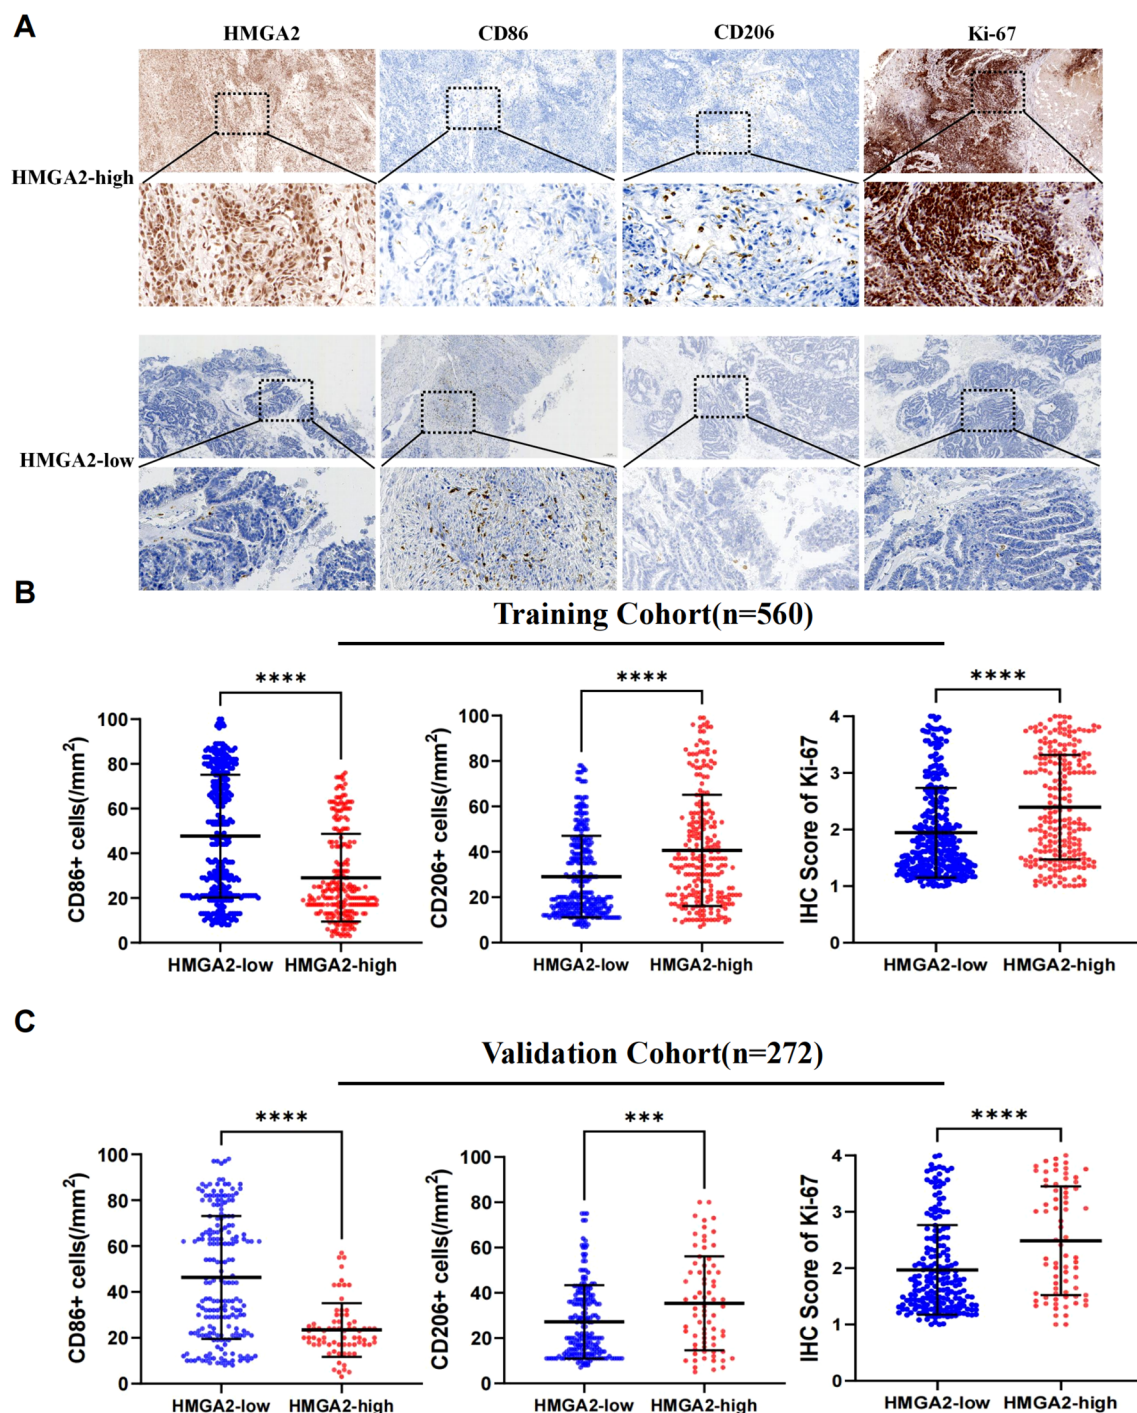 A
HMGA2 CD86 CD206 Ki-67
HMGA2-high
HMGA2-low
B
Training Cohort(n=560)
**** **** ****
CD86+ cells(/mm2)
100
80
60
40
20
0
HMGA2-low HMGA2-high
CD206+ cells(/mm2)
100
80
60
40
20
0
HMGA2-low HMGA2-high
IHC Score of Ki-67
4
3
2
1
0
HMGA2-low HMGA2-high
C
Validation Cohort(n=272)
**** *** ****
CD86+ cells(/mm2)
100
80
60
40
20
0
HMGA2-low HMGA2-high
CD206+ cells(/mm2)
100
80
60
40
20
0
HMGA2-low HMGA2-high
IHC Score of Ki-67
4
3
2
1
0
HMGA2-low HMGA2-high